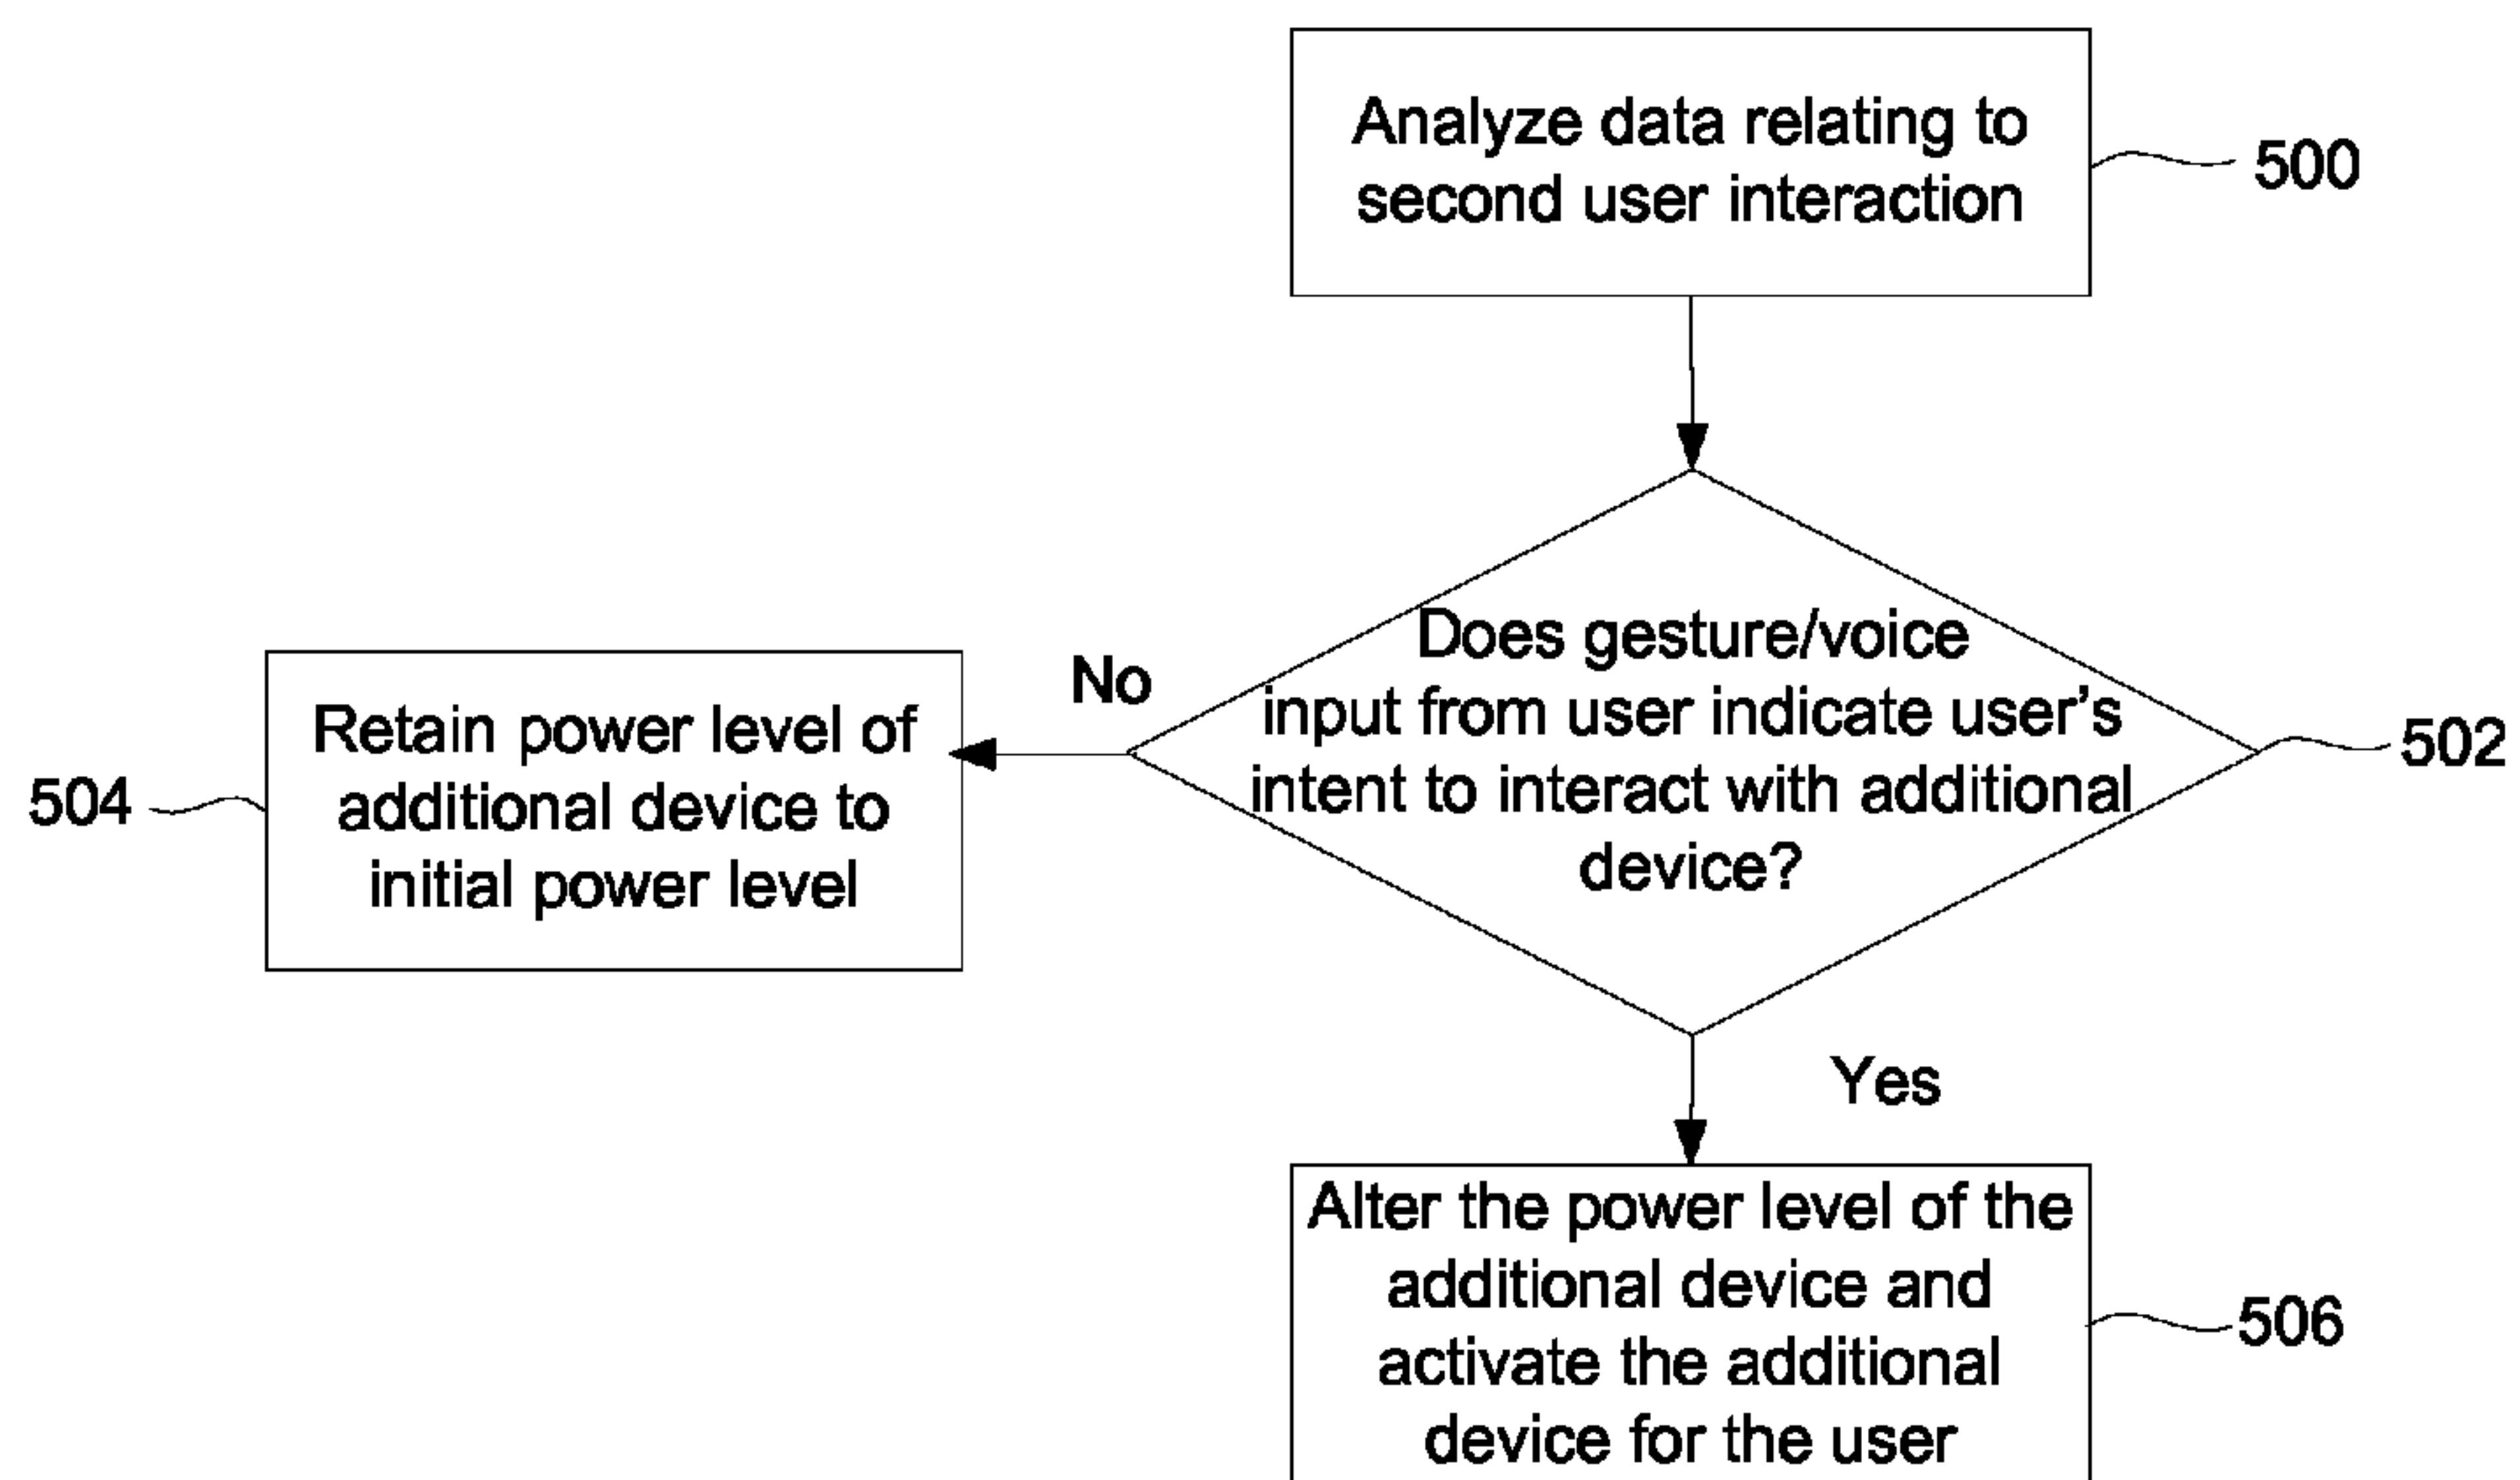 Analyze data relating to
second user interaction
500
Does gesture/voice
input from user indicate user's
intent to interact with additional
device?
502
No
Retain power level of
additional device to
initial power level
504
Yes
Alter the power level of the
additional device and
activate the additional
device for the user
506